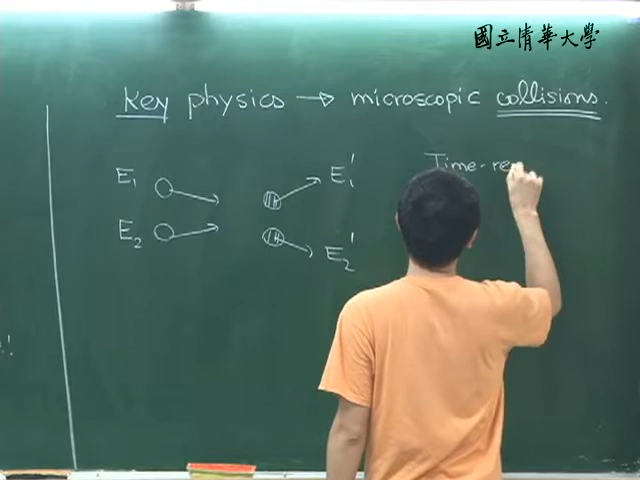 國立清華大學
Key physics → microscopic collisions.
Time-re
E₁ E₁'
E₂ E₂'